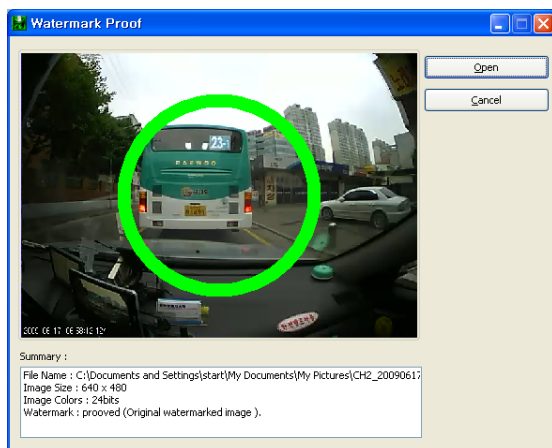 Watermark Proof
Open
Cancel
23-1
DAEWOO
Summary :
File Name : C:\Documents and Settings\start\My Documents\My Pictures\CH2_20090617
Image Size : 640 x 480
Image Colors : 24bits
Watermark : prooved (Original watermarked image ).